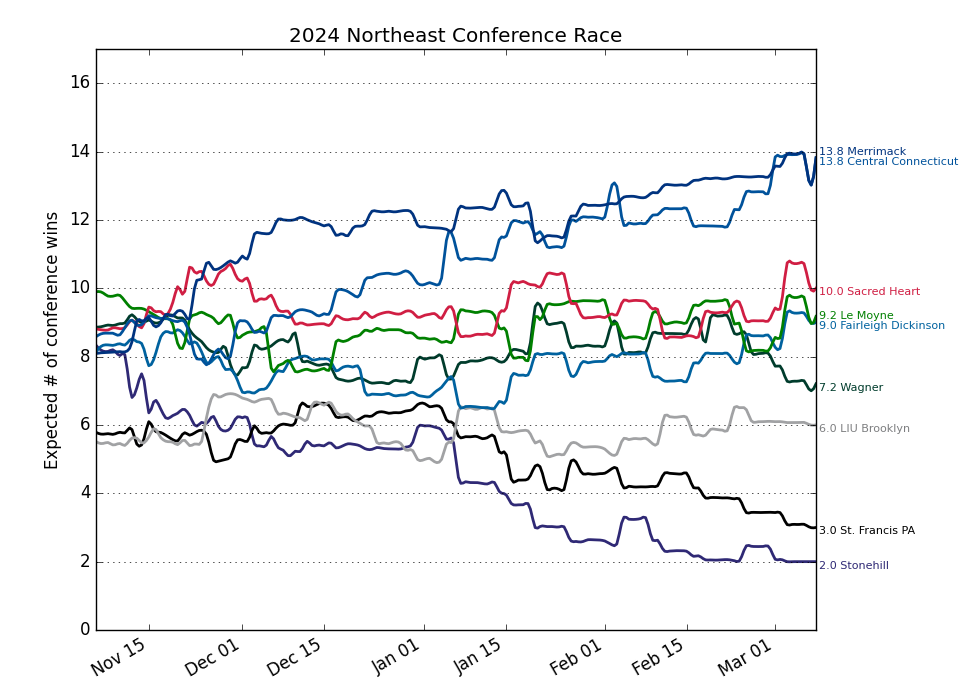 2024 Northeast Conference Race
Expected # of conference wins
16
14
12
10
8
6
4
2
0
Nov 15
Dec 01
Dec 15
Jan 01
Jan 15
Feb 01
Feb 15
Mar 01
13.8 Merrimack
13.8 Central Connecticut
10.0 Sacred Heart
9.2 Le Moyne
9.0 Fairleigh Dickinson
7.2 Wagner
6.0 LIU Brooklyn
3.0 St. Francis PA
2.0 Stonehill